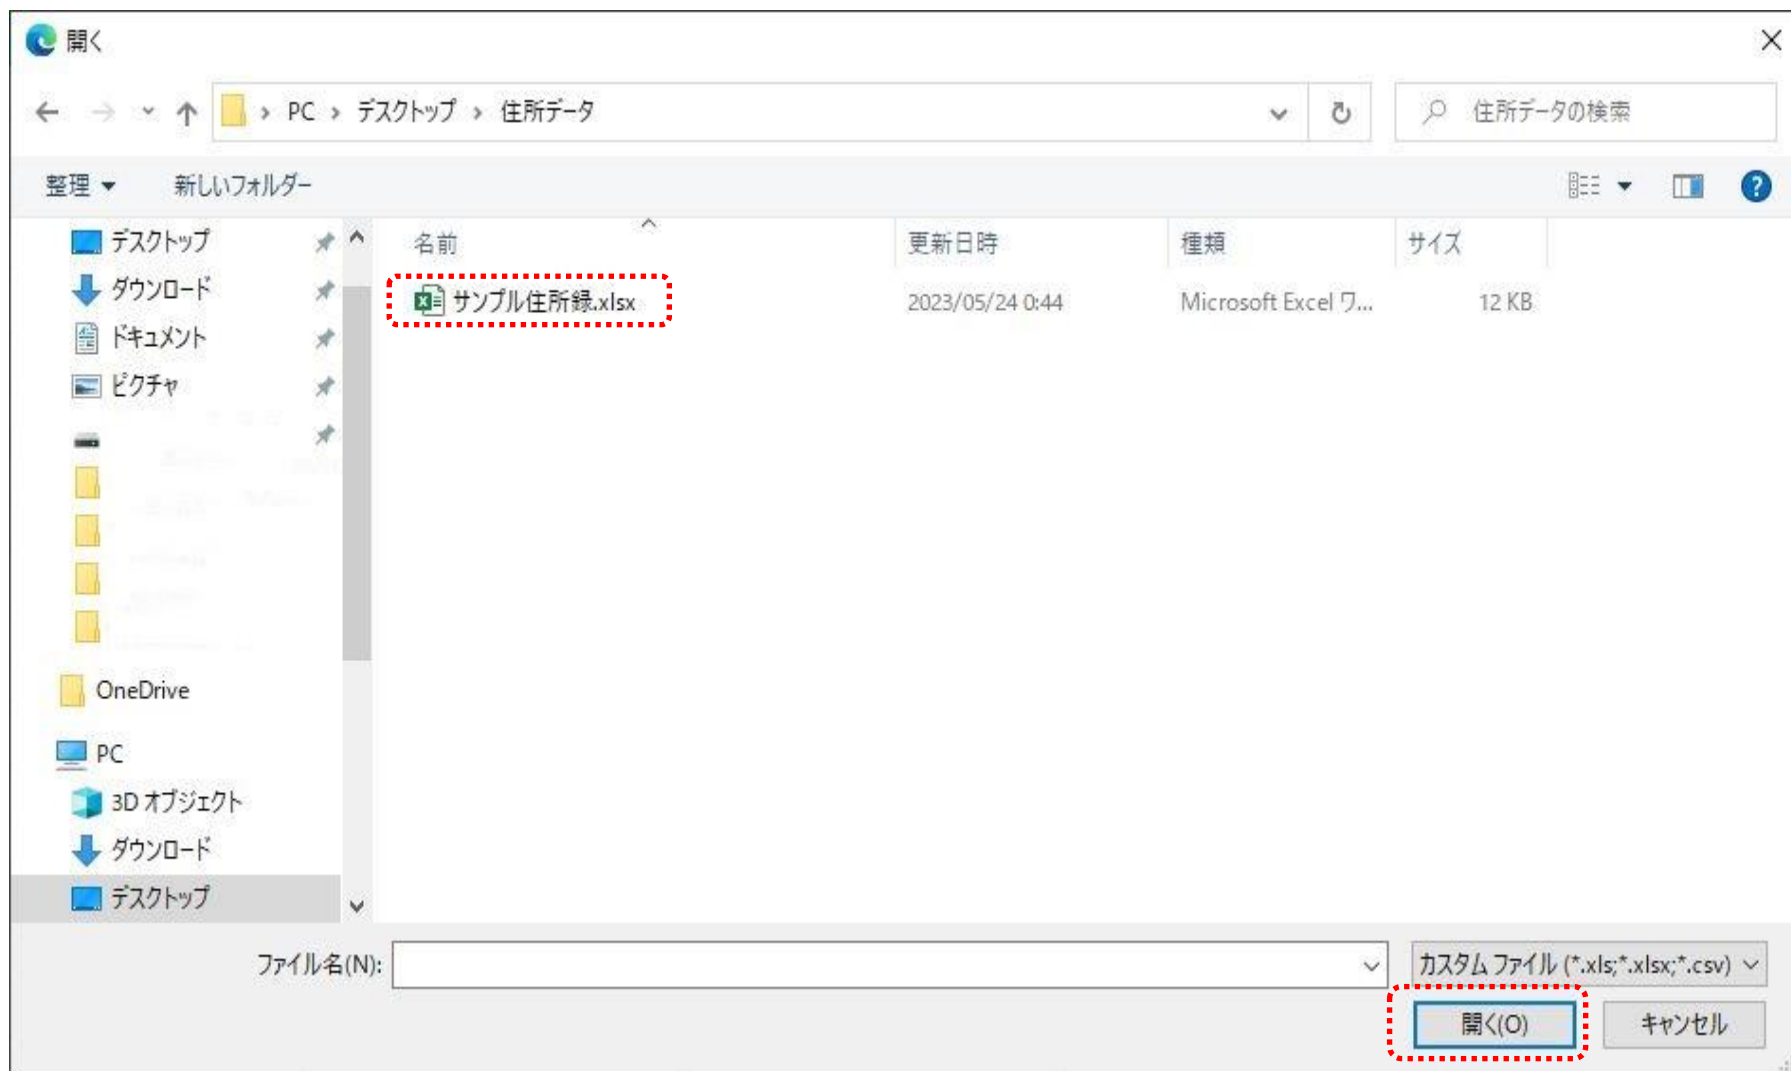 開く
PC › デスクトップ › 住所データ
住所データの検索
整理 新しいフォルダー
名前 更新日時 種類 サイズ
サンプル住所録.xlsx 2023/05/24 0:44 Microsoft Excel ワ... 12 KB
デスクトップ
ダウンロード
ドキュメント
ピクチャ
OneDrive
PC
3D オブジェクト
ダウンロード
デスクトップ
ファイル名(N):
カスタム ファイル (*.xls;*.xlsx;*.csv)
開く(O) キャンセル